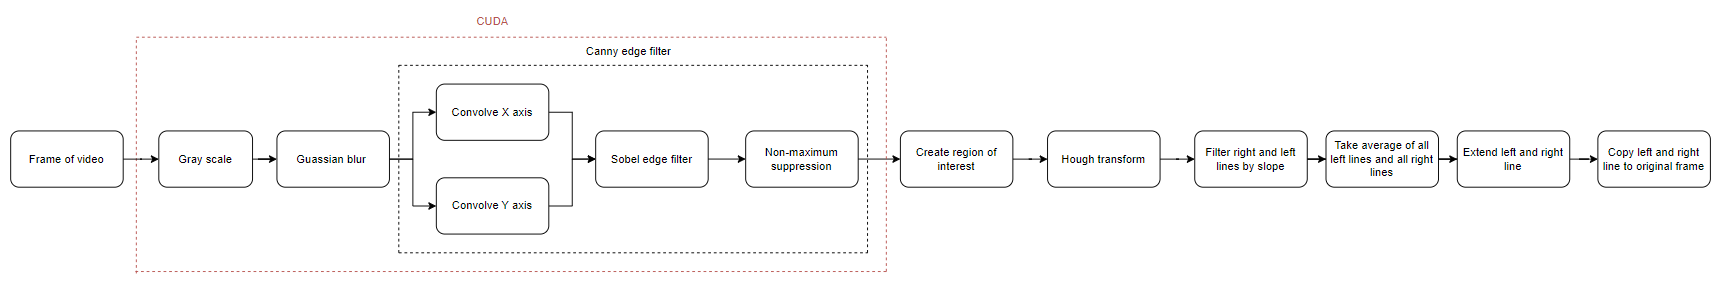 CUDA
Canny edge filter
Frame of video
Gray scale
Guassian blur
Convolve X axis
Convolve Y axis
Sobel edge filter
Non-maximum
suppression
Create region of
interest
Hough transform
Filter right and left
lines by slope
Take average of all
left lines and all right
lines
Extend left and right
line
Copy left and right
line to original frame